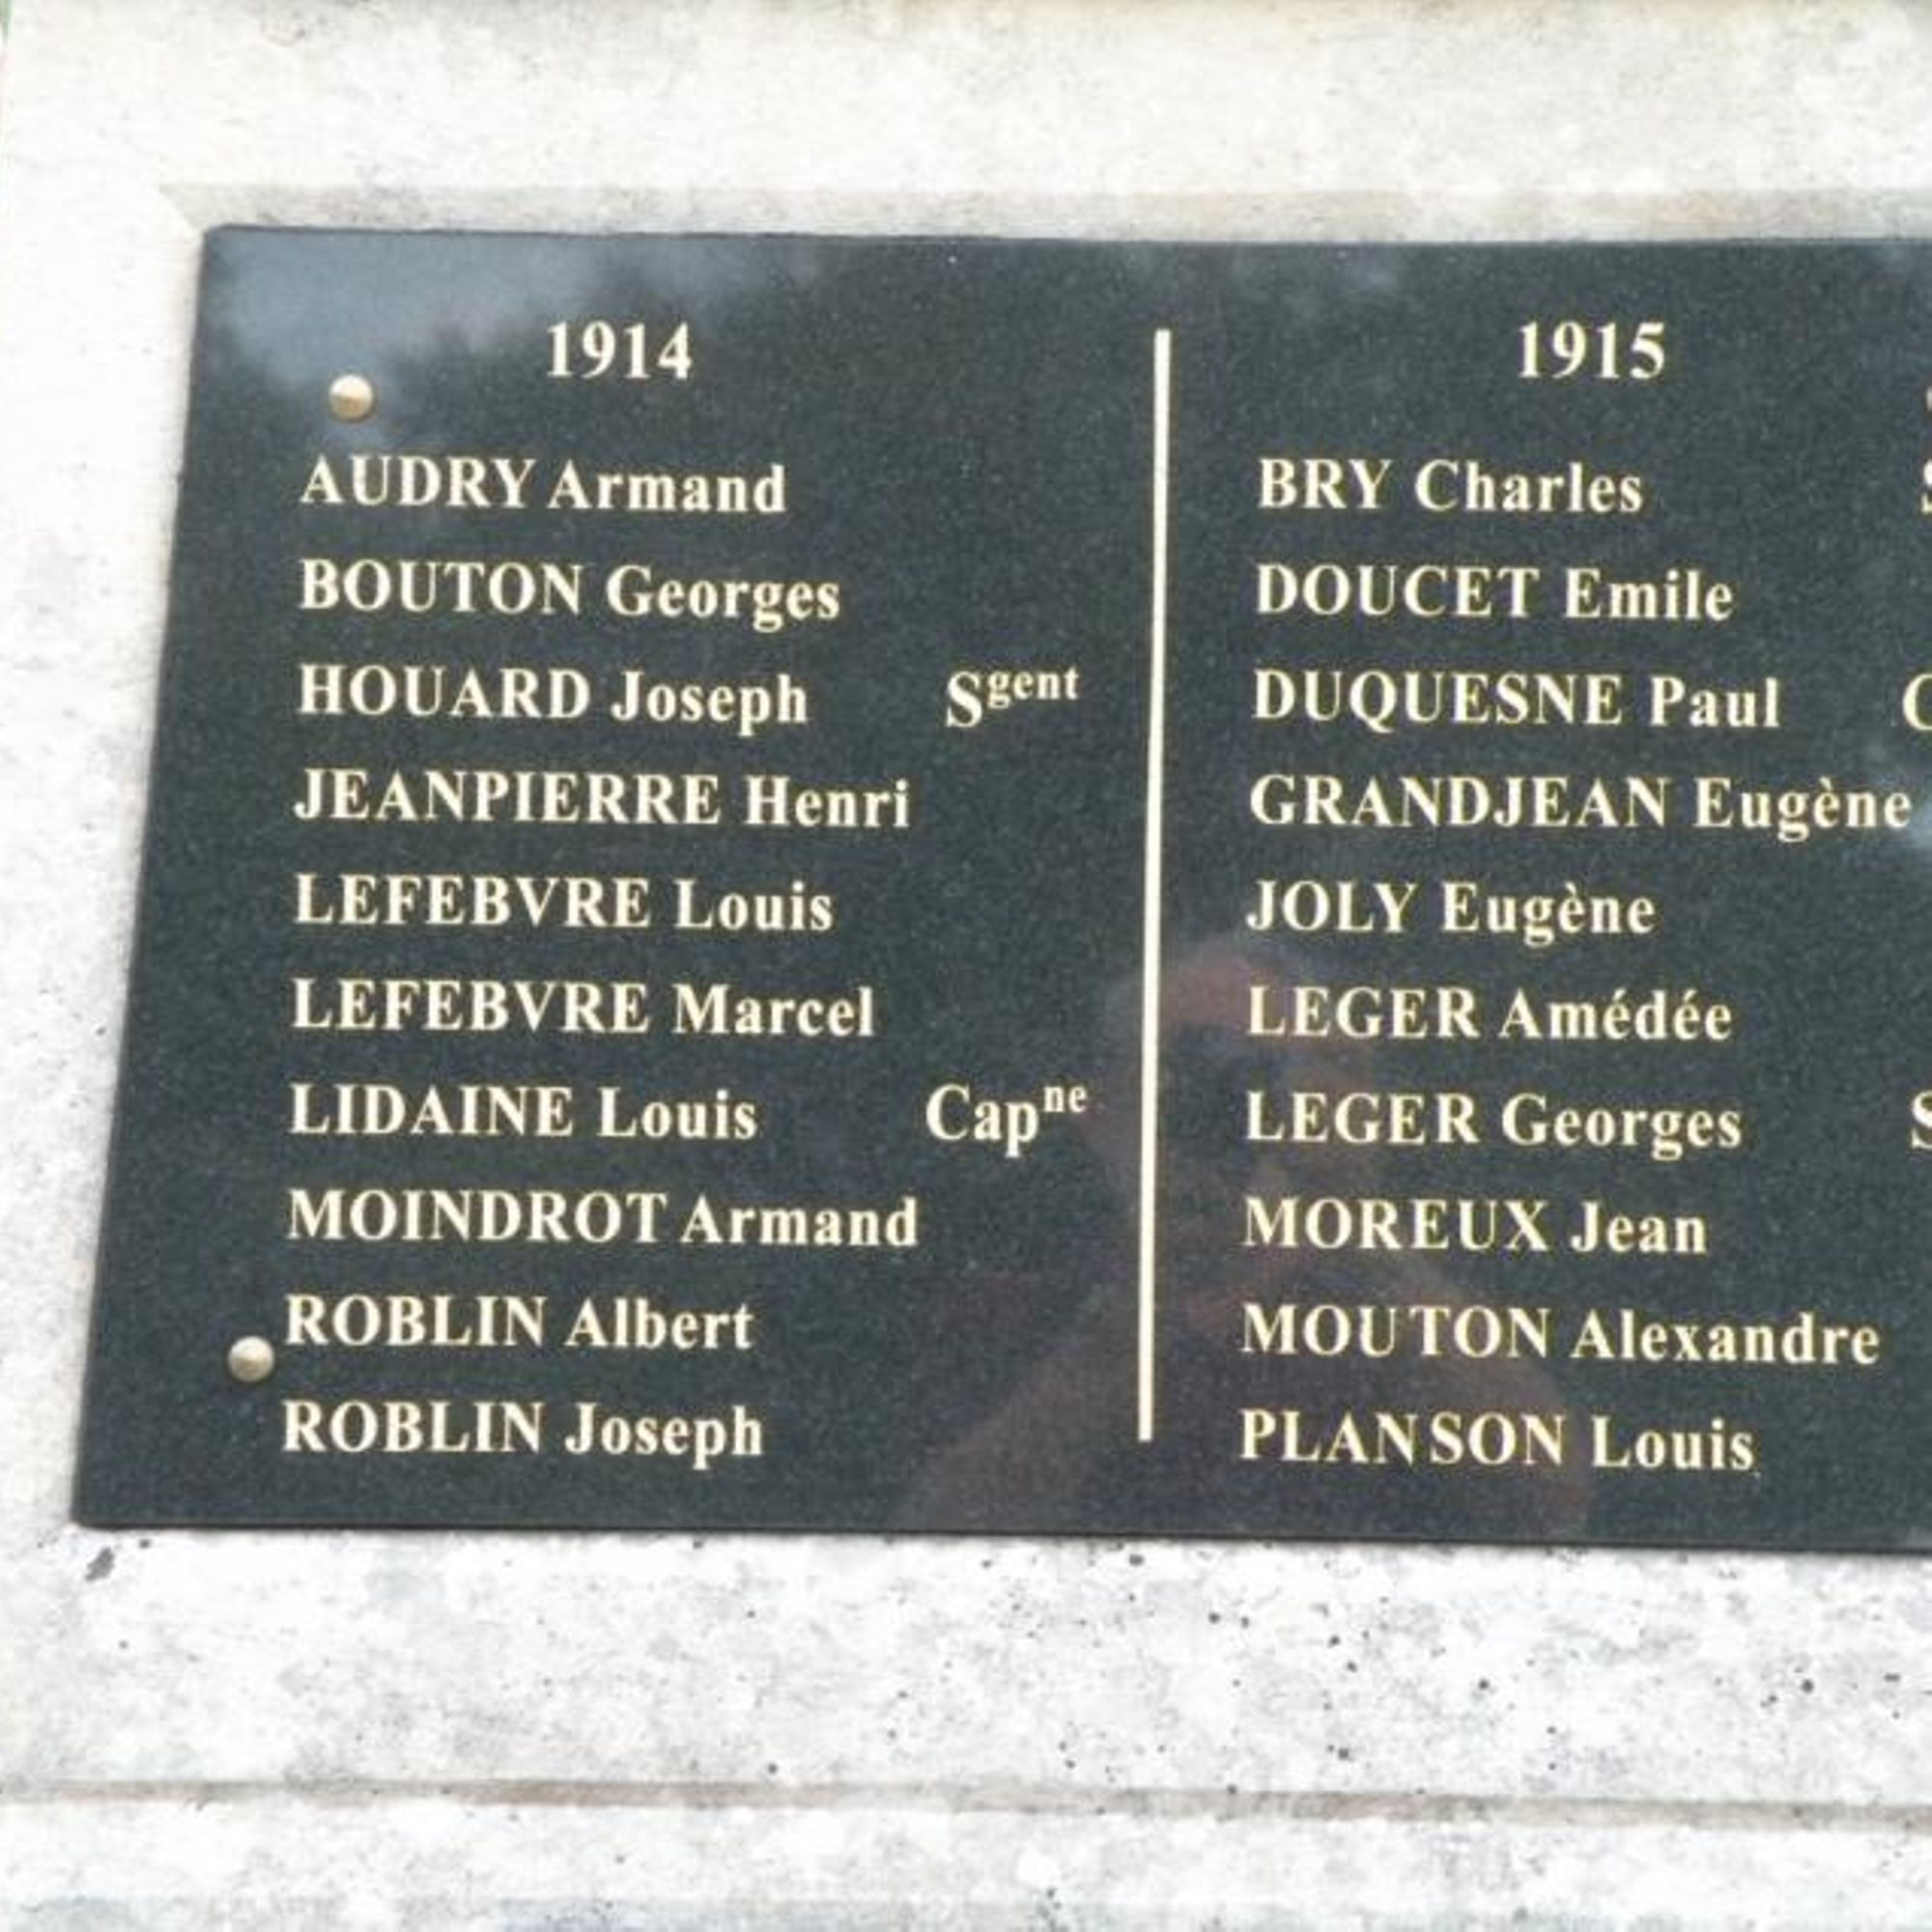 1914
AUDRY Armand
BOUTON Georges
HOUARD Joseph Sgent
JEANPIERRE Henri
LEFEBVRE Louis
LEFEBVRE Marcel
LIDAINE Louis Capne
MOINDROT Armand
ROBLIN Albert
ROBLIN Joseph
1915
BRY Charles
DOUCET Emile
DUQUESNE Paul
GRANDJEAN Eugène
JOLY Eugène
LEGER Amédée
LEGER Georges
MOREUX Jean
MOUTON Alexandre
PLANSON Louis